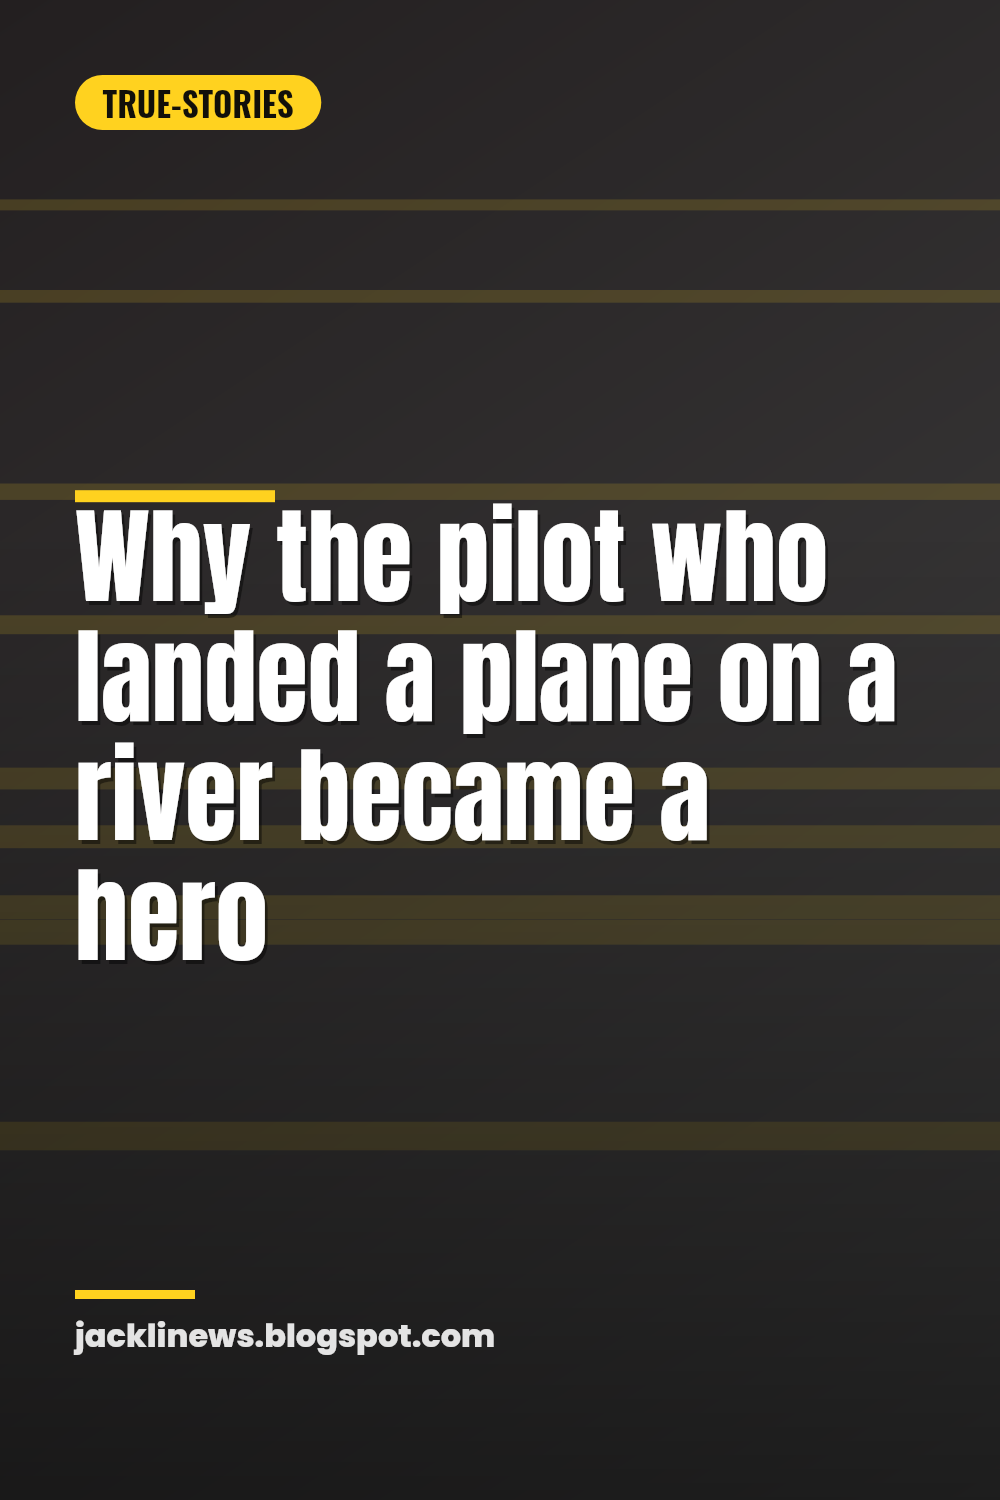 TRUE-STORIES
Why the pilot who
landed a plane on a
river became a
hero
jacklinews.blogspot.com